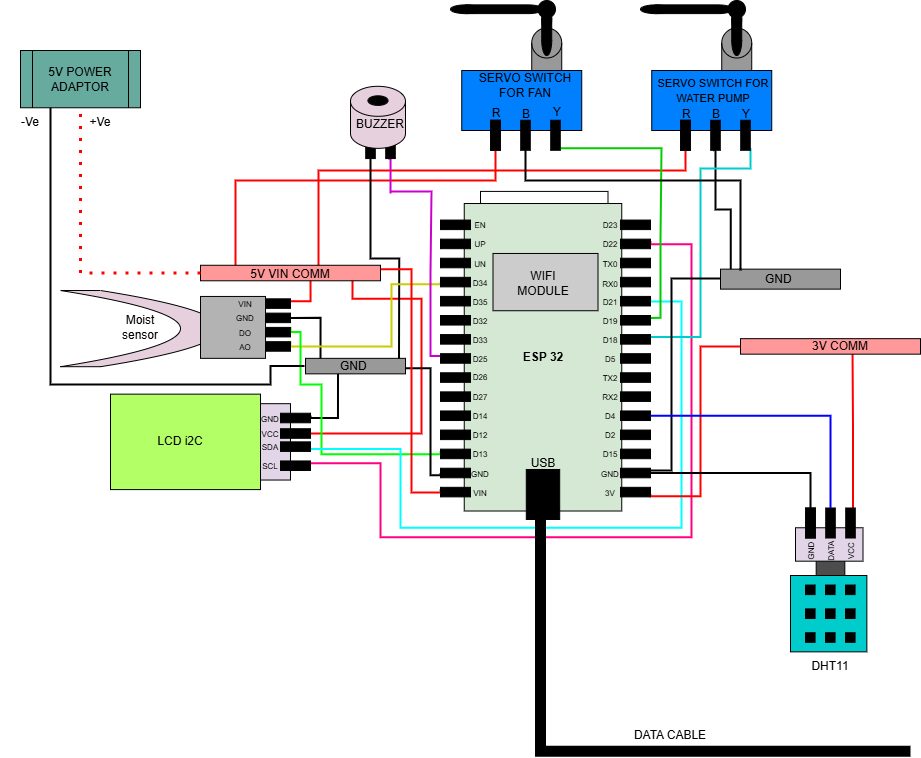 5V POWER
ADAPTOR
-Ve
+Ve
BUZZER
SERVO SWITCH
FOR FAN
R
B
Y
SERVO SWITCH FOR
WATER PUMP
R
B
Y
5V VIN COMM
Moist
sensor
VIN
GND
DO
AO
GND
LCD i2C
GND
VCC
SDA
SCL
EN
UP
UN
D34
D35
D32
D33
D25
D26
D27
D14
D12
D13
GND
VIN
WIFI
MODULE
ESP 32
USB
D23
D22
TX0
RX0
D21
D19
D18
D5
TX2
RX2
D4
D2
D15
GND
3V
GND
3V COMM
GND
DATA
VCC
DHT11
DATA CABLE